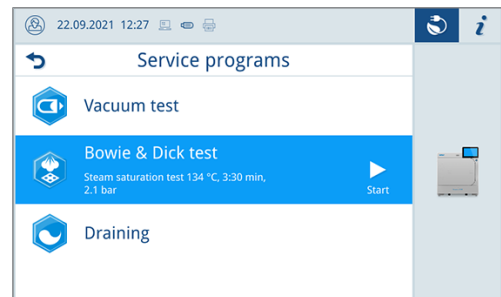 22.09.2021 12:27
i
Service programs
Vacuum test
Bowie & Dick test
Steam saturation test 134 °C, 3:30 min,
2.1 bar
Start
Draining